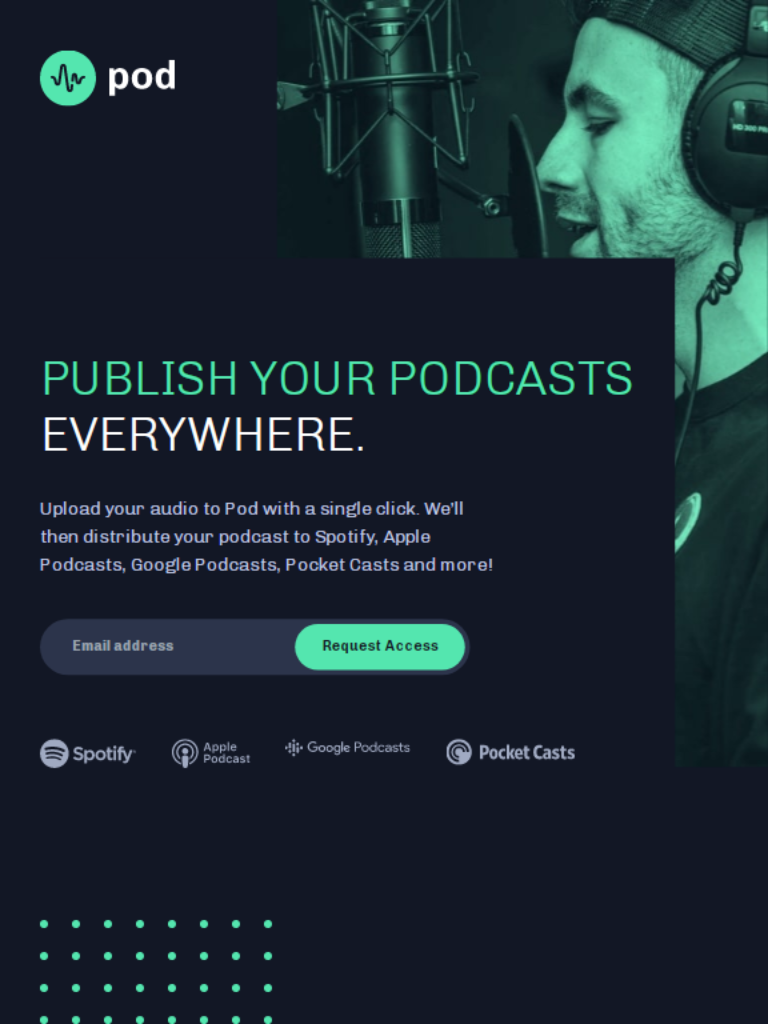 pod
PUBLISH YOUR PODCASTS
EVERYWHERE.
Upload your audio to Pod with a single click. We'll
then distribute your podcast to Spotify, Apple
Podcasts, Google Podcasts, Pocket Casts and more!
Email address
Request Access
Spotify
Apple
Podcast
Google Podcasts
Pocket Casts